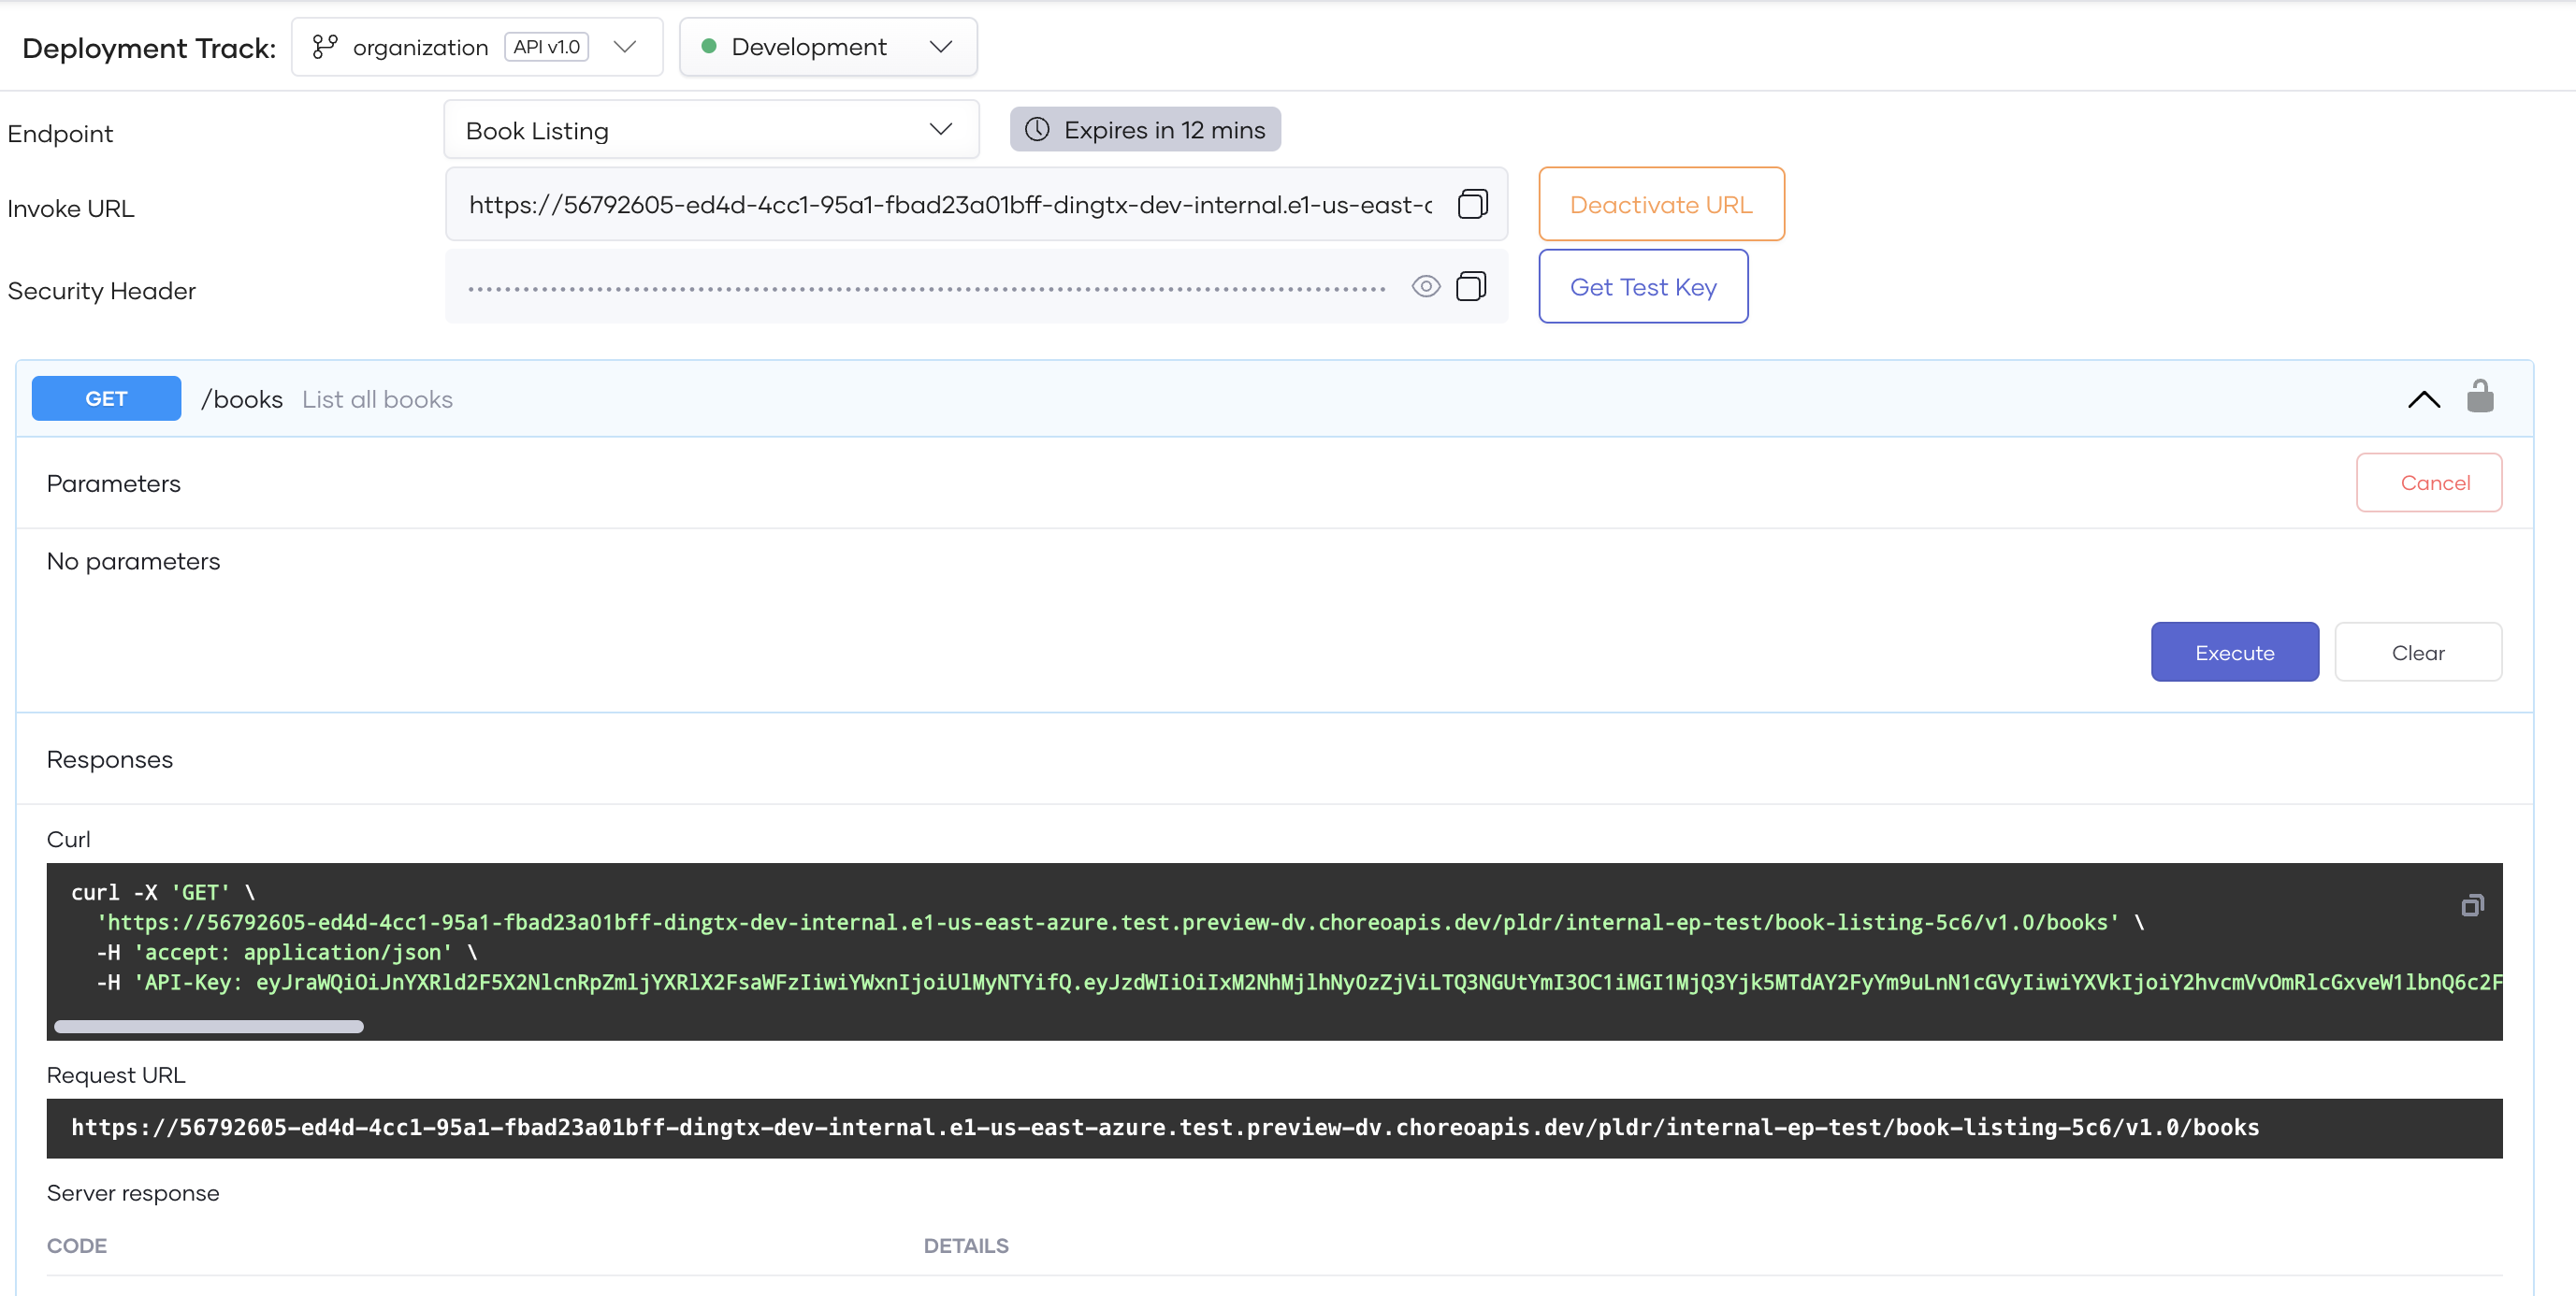 Deployment Track: organization API v1.0 Development
Endpoint Book Listing Expires in 12 mins
Invoke URL https://56792605-ed4d-4cc1-95a1-fbad23a01bff-dingtx-dev-internal.e1-us-east- Deactivate URL
Security Header Get Test Key
GET /books List all books
Parameters Cancel
No parameters
Execute Clear
Responses
Curl
curl -X 'GET' \
'https://56792605-ed4d-4cc1-95a1-fbad23a01bff-dingtx-dev-internal.e1-us-east-azure.test.preview-dv.choreoapis.dev/pldr/internal-ep-test/book-listing-5c6/v1.0/books' \
-H 'accept: application/json' \
-H 'API-Key: eyJraWQiOiJnYXRld2F5X2NlcnRpZmljYXRlX2FsaWFzIiwiYWxnIjoiUlMyNTYifQ.eyJzdWIiOiIxM2NhMjlhNy0zZjViLTQ3NGUtYmI3OC1iMGI1MjQ3Yjk5MTdAY2FyYm9uLnN1cGVyIiwiYXVkIjoiY2hvcmVvOmRlcGxveW1lbnQ6c2F
Request URL
https://56792605-ed4d-4cc1-95a1-fbad23a01bff-dingtx-dev-internal.e1-us-east-azure.test.preview-dv.choreoapis.dev/pldr/internal-ep-test/book-listing-5c6/v1.0/books
Server response
CODE DETAILS